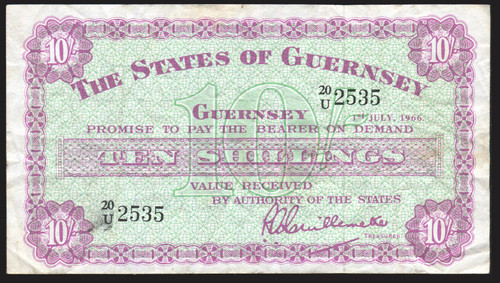 10/- 10/-
THE STATES OF GUERNSEY
20/U 2535
GUERNSEY 1ST JULY, 1966.
PROMISE TO PAY THE BEARER ON DEMAND
10/-
TEN SHILLINGS
VALUE RECEIVED
20/U 2535 BY AUTHORITY OF THE STATES
TREASURER
10/- 10/-